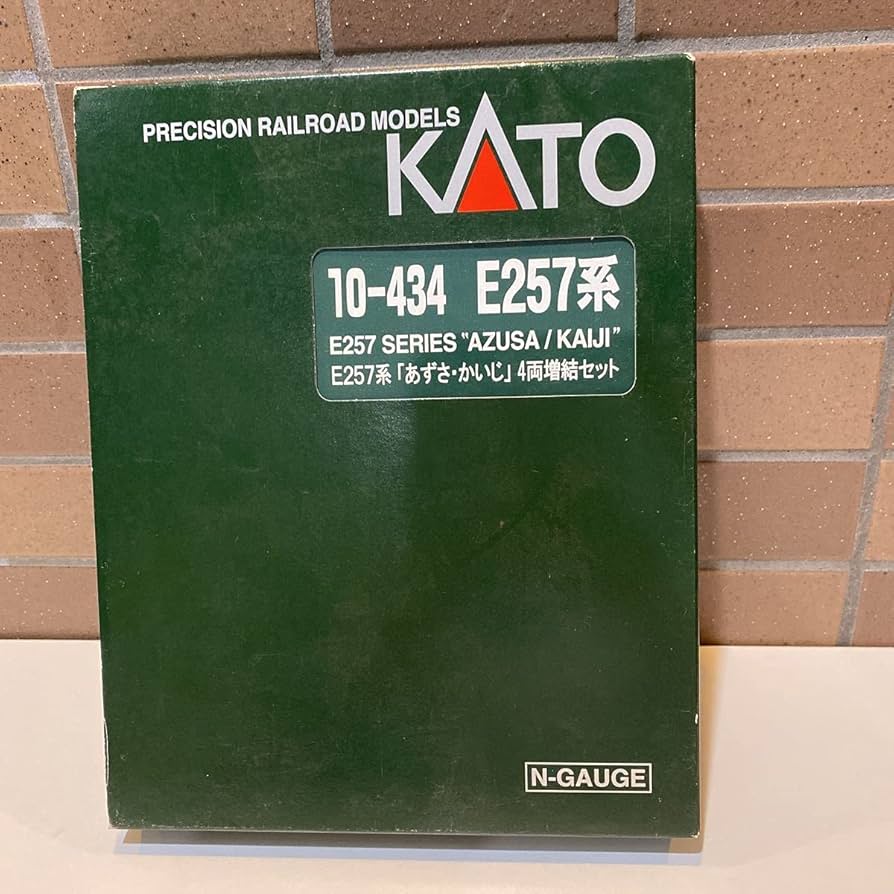 PRECISION RAILROAD MODELS
KATO
10-434 E257系
E257 SERIES "AZUSA / KAIJI"
E257系「あずさ・かいじ」4両増結セット
N-GAUGE